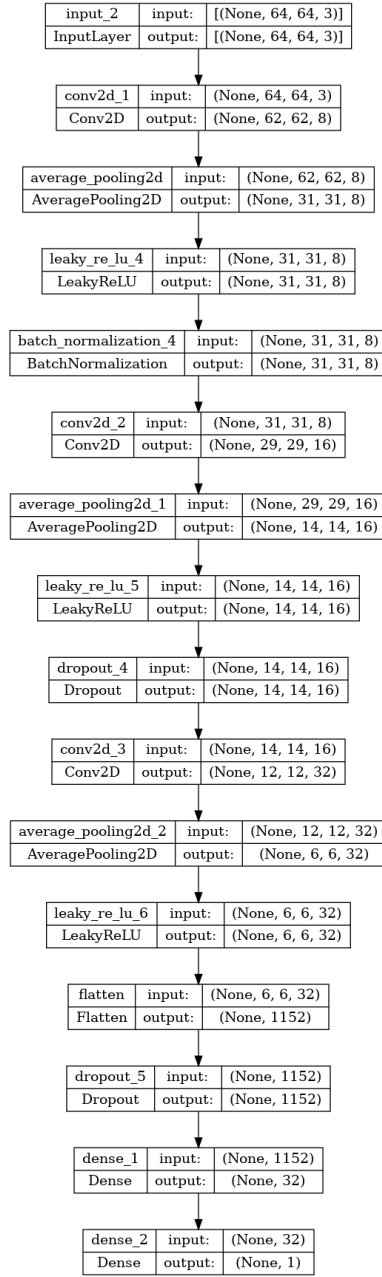 input_2 input: [(None, 64, 64, 3)]
InputLayer output: [(None, 64, 64, 3)]
conv2d_1 input: (None, 64, 64, 3)
Conv2D output: (None, 62, 62, 8)
average_pooling2d input: (None, 62, 62, 8)
AveragePooling2D output: (None, 31, 31, 8)
leaky_re_lu_4 input: (None, 31, 31, 8)
LeakyReLU output: (None, 31, 31, 8)
batch_normalization_4 input: (None, 31, 31, 8)
BatchNormalization output: (None, 31, 31, 8)
conv2d_2 input: (None, 31, 31, 8)
Conv2D output: (None, 29, 29, 16)
average_pooling2d_1 input: (None, 29, 29, 16)
AveragePooling2D output: (None, 14, 14, 16)
leaky_re_lu_5 input: (None, 14, 14, 16)
LeakyReLU output: (None, 14, 14, 16)
dropout_4 input: (None, 14, 14, 16)
Dropout output: (None, 14, 14, 16)
conv2d_3 input: (None, 14, 14, 16)
Conv2D output: (None, 12, 12, 32)
average_pooling2d_2 input: (None, 12, 12, 32)
AveragePooling2D output: (None, 6, 6, 32)
leaky_re_lu_6 input: (None, 6, 6, 32)
LeakyReLU output: (None, 6, 6, 32)
flatten input: (None, 6, 6, 32)
Flatten output: (None, 1152)
dropout_5 input: (None, 1152)
Dropout output: (None, 1152)
dense_1 input: (None, 1152)
Dense output: (None, 32)
dense_2 input: (None, 32)
Dense output: (None, 1)